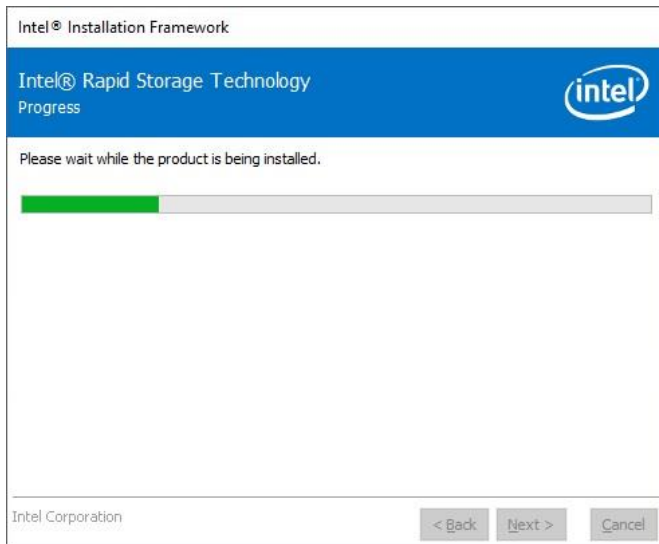 Intel® Installation Framework
Intel® Rapid Storage Technology
Progress
intel
Please wait while the product is being installed.
Intel Corporation
< Back Next > Cancel